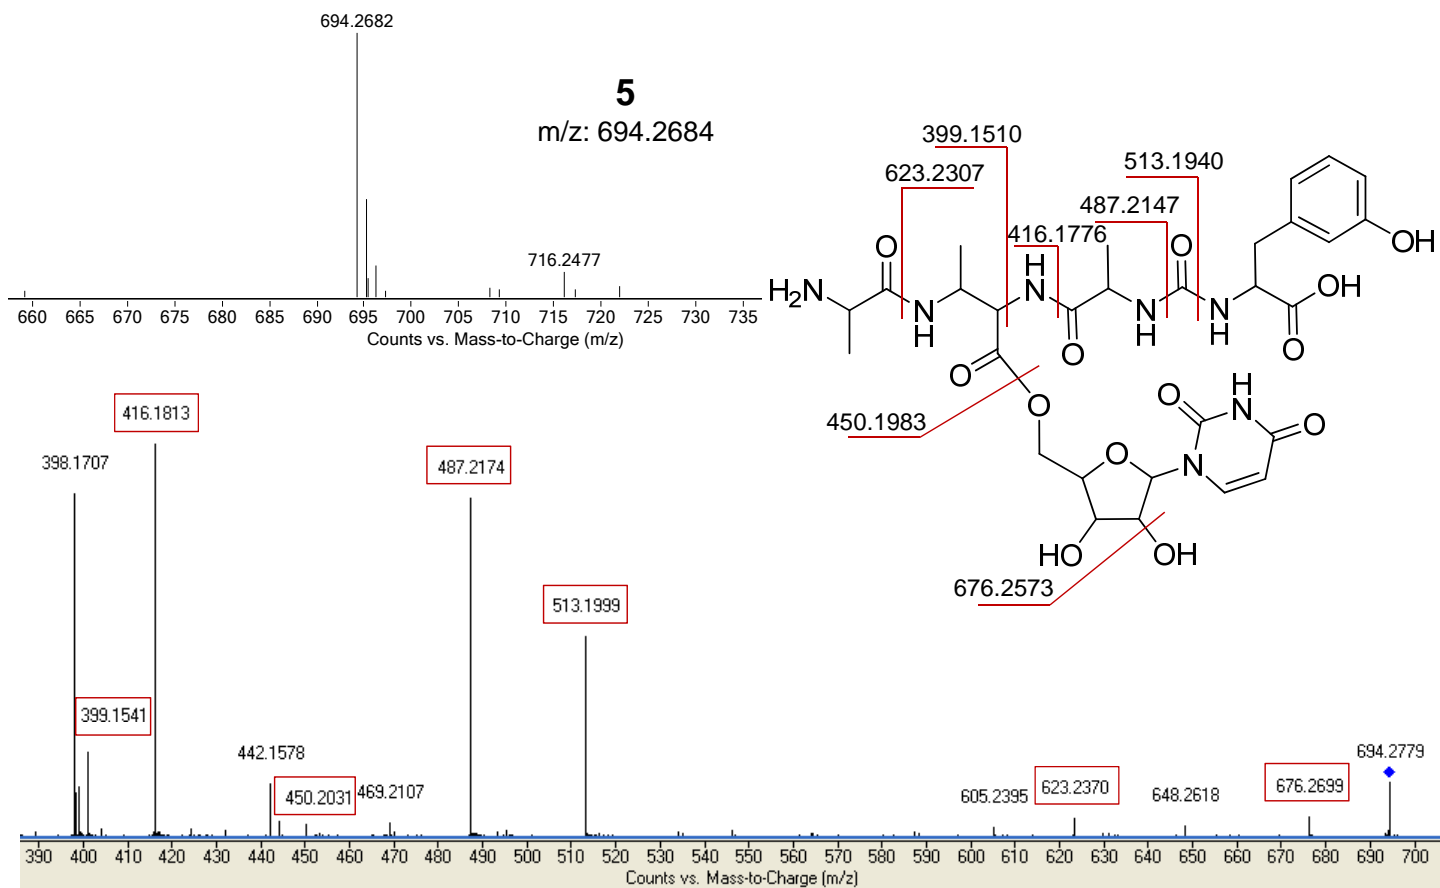 694.2682
5
m/z: 694.2684
716.2477
660 665 670 675 680 685 690 695 700 705 710 715 720 725 730 735
Counts vs. Mass-to-Charge (m/z)
399.1510
623.2307
513.1940
487.2147
416.1776
O
H
O
OH
H2N
N
N
H
N
H
N
H
OH
O
O
O
O
450.1983
O
H
N
O
O
N
HO
OH
676.2573
416.1813
398.1707
487.2174
399.1541
513.1999
442.1578
450.2031
469.2107
605.2395
623.2370
648.2618
676.2699
694.2779
390 400 410 420 430 440 450 460 470 480 490 500 510 520 530 540 550 560 570 580 590 600 610 620 630 640 650 660 670 680 690 700
Counts vs. Mass-to-Charge (m/z)